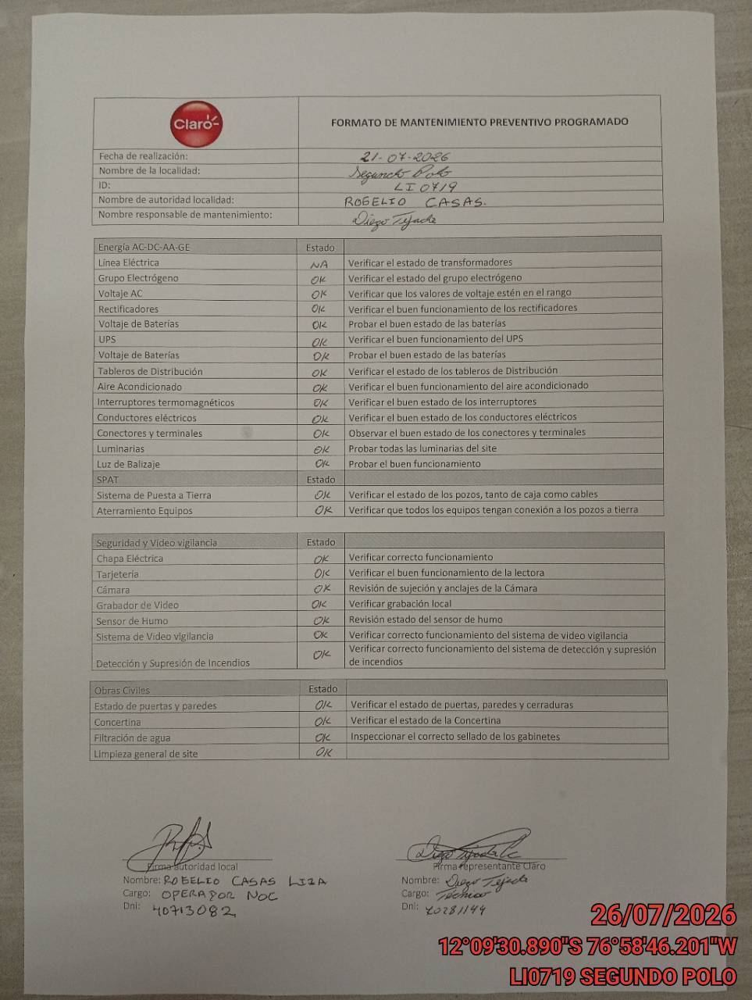 Claro
FORMATO DE MANTENIMIENTO PREVENTIVO PROGRAMADO
Fecha de realización: 21-07-2026
Nombre de la localidad: Segundo Polo
ID: LI 0719
Nombre de autoridad localidad: ROGELIO CASAS.
Nombre responsable de mantenimiento: Diego Tejada
Energía AC-DC-AA-GE Estado
Línea Eléctrica NA Verificar el estado de transformadores
Grupo Electrógeno OK Verificar el estado del grupo electrógeno
Voltaje AC OK Verificar que los valores de voltaje estén en el rango
Rectificadores OK Verificar el buen funcionamiento de los rectificadores
Voltaje de Baterías OK Probar el buen estado de las baterías
UPS OK Verificar el buen funcionamiento del UPS
Voltaje de Baterías OK Probar el buen estado de las baterías
Tableros de Distribución OK Verificar el estado de los tableros de Distribución
Aire Acondicionado OK Verificar el buen funcionamiento del aire acondicionado
Interruptores termomagnéticos OK Verificar el buen estado de los interruptores
Conductores eléctricos OK Verificar el buen estado de los conductores eléctricos
Conectores y terminales OK Observar el buen estado de los conectores y terminales
Luminarias OK Probar todas las luminarias del site
Luz de Balizaje OK Probar el buen funcionamiento
SPAT Estado
Sistema de Puesta a Tierra OK Verificar el estado de los pozos, tanto de caja como cables
Aterramiento Equipos OK Verificar que todos los equipos tengan conexión a los pozos a tierra
Seguridad y Video vigilancia Estado
Chapa Eléctrica OK Verificar correcto funcionamiento
Tarjetería OK Verificar el buen funcionamiento de la lectora
Cámara OK Revisión de sujeción y anclajes de la Cámara
Grabador de Video OK Verificar grabación local
Sensor de Humo OK Revisión estado del sensor de humo
Sistema de Video vigilancia OK Verificar correcto funcionamiento del sistema de video vigilancia
Detección y Supresión de Incendios OK Verificar correcto funcionamiento del sistema de detección y supresión
de incendios
Obras Civiles Estado
Estado de puertas y paredes OK Verificar el estado de puertas, paredes y cerraduras
Concertina OK Verificar el estado de la Concertina
Filtración de agua OK Inspeccionar el correcto sellado de los gabinetes
Limpieza general de site OK
Firma autoridad local
Nombre: ROGELIO CASAS LIZA
Cargo: OPERADOR NOC
Dni: 40713082
Firma representante Claro
Nombre: Diego Tejada
Cargo: Técnico
Dni: 70281144
26/07/2026
12°09'30.890"S 76°58'46.201"W
LI0719 SEGUNDO POLO